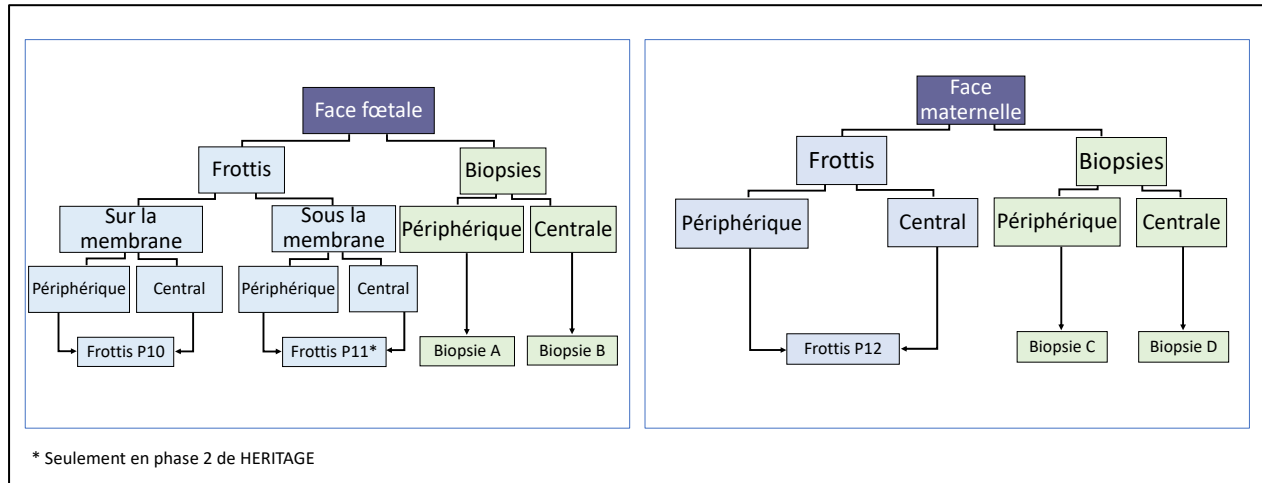 Face fœtale
Frottis
Biopsies
Sur la
membrane
Sous la
membrane
Périphérique
Centrale
Périphérique
Central
Périphérique
Central
Frottis P10
Frottis P11*
Biopsie A
Biopsie B
Face
maternelle
Frottis
Biopsies
Périphérique
Central
Périphérique
Centrale
Frottis P12
Biopsie C
Biopsie D
* Seulement en phase 2 de HERITAGE